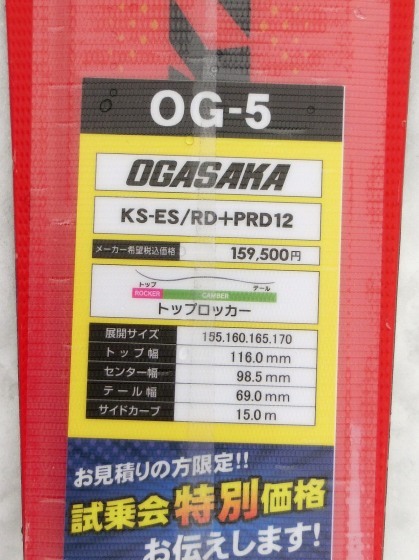 OG-5
OGASAKA
KS-ES/RD+PRD12
メーカー希望税込価格 159,500円
トップ テール
ROCKER CAMBER
トップロッカー
展開サイズ 155.160.165.170
トップ幅 116.0mm
センター幅 98.5mm
テール幅 69.0mm
サイドカーブ 15.0m
お見積りの方限定!!
試乗会特別価格
お伝えします!